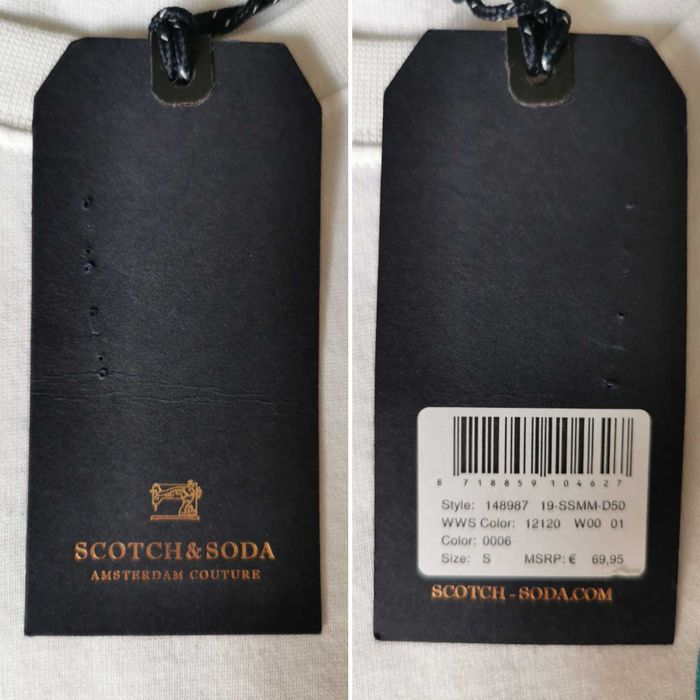 SCOTCH & SODA
AMSTERDAM COUTURE
8 718859 104627
Style: 148987 19-SSMM-D50
WWS Color: 12120 W00 01
Color: 0006
Size: S MSRP: € 69,95
SCOTCH - SODA.COM